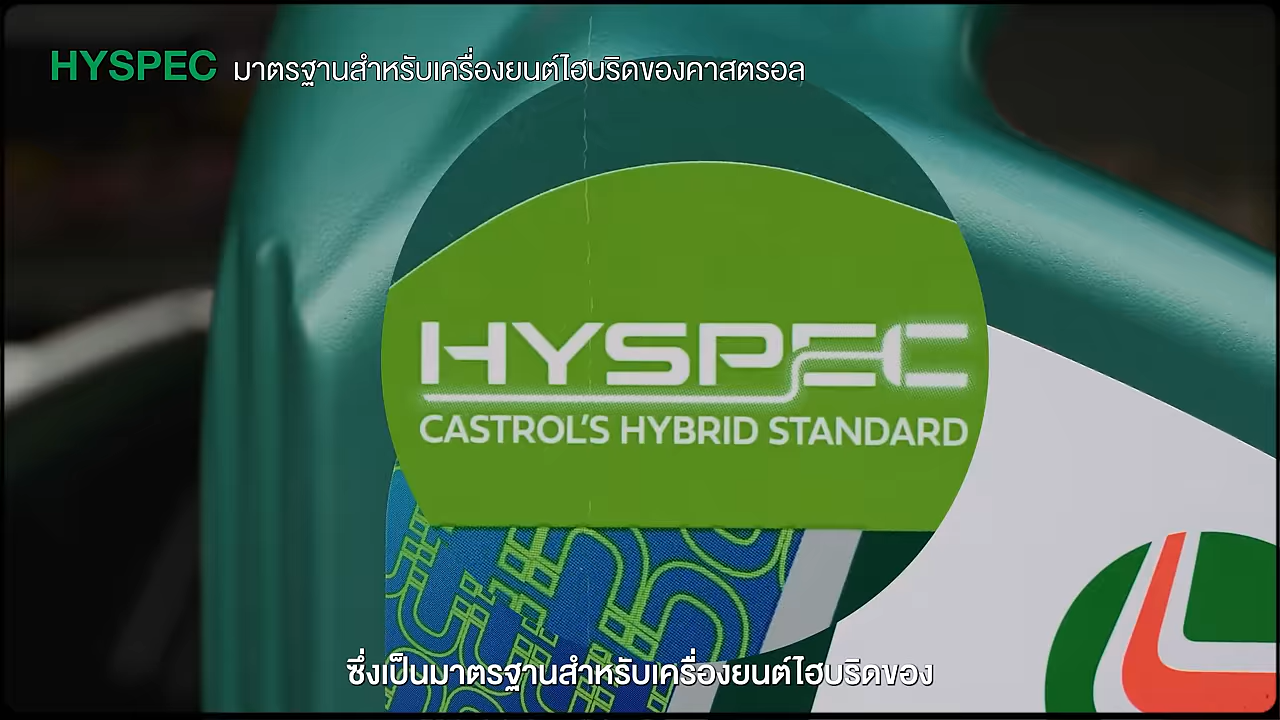 HYSPEC มาตรฐานสำหรับเครื่องยนต์ไฮบริดของคาสตรอล
HYSPEC
CASTROL'S HYBRID STANDARD
ซึ่งเป็นมาตรฐานสำหรับเครื่องยนต์ไฮบริดของ